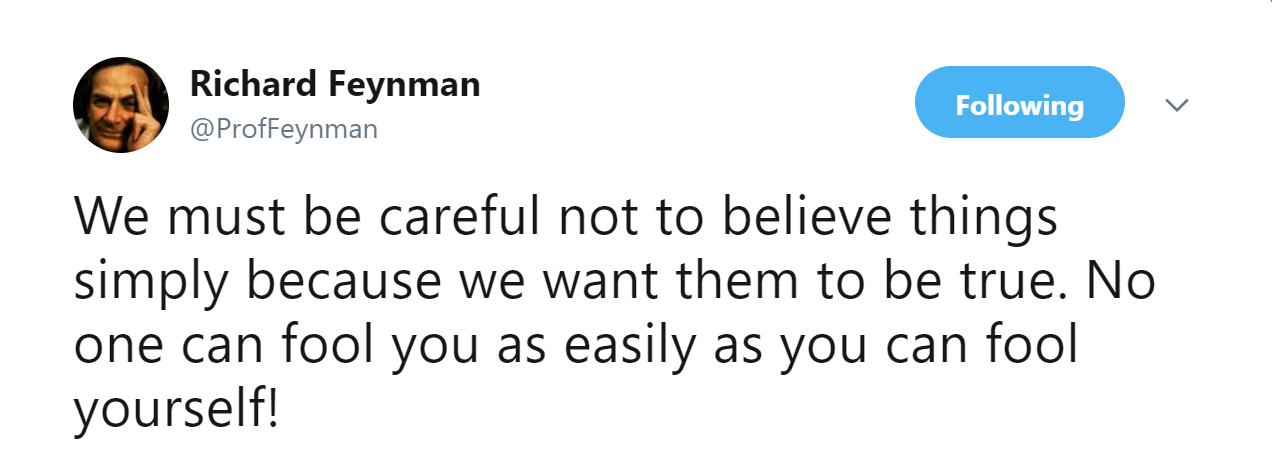 Richard Feynman
@ProfFeynman
Following
We must be careful not to believe things
simply because we want them to be true. No
one can fool you as easily as you can fool
yourself!